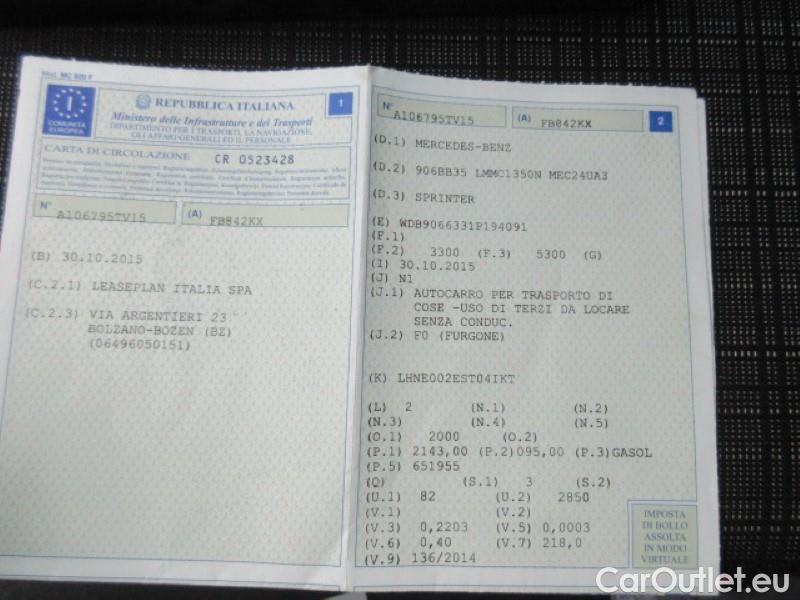 Mod. MC 820 F
I
COMUNITÀ
EUROPEA
REPUBBLICA ITALIANA
1
Ministero delle Infrastrutture e dei Trasporti
DIPARTIMENTO PER I TRASPORTI, LA NAVIGAZIONE,
GLI AFFARI GENERALI ED IL PERSONALE
CARTA DI CIRCOLAZIONE CR 0523428
N° A106795TV15 (A) FB842KX
(B) 30.10.2015
(C.2.1) LEASEPLAN ITALIA SPA
(C.2.3) VIA ARGENTIERI 23
BOLZANO-BOZEN (BZ)
(06496050151)
N° A106795TV15 (A) FB842KX 2
(D.1) MERCEDES-BENZ
(D.2) 906BB35 LMMC1350N MEC24UA3
(D.3) SPRINTER
(E) WDB9066331P194091
(F.1)
(F.2) 3300 (F.3) 5300 (G)
(I) 30.10.2015
(J) N1
(J.1) AUTOCARRO PER TRASPORTO DI
COSE -USO DI TERZI DA LOCARE
SENZA CONDUC.
(J.2) F0 (FURGONE)
(K) LHNE002EST04IKT
(L) 2 (N.1) (N.2)
(N.3) (N.4) (N.5)
(O.1) 2000 (O.2)
(P.1) 2143,00 (P.2)095,00 (P.3)GASOL
(P.5) 651955
(Q) (S.1) 3 (S.2)
(U.1) 82 (U.2) 2850
(V.1) (V.2)
(V.3) 0,2203 (V.5) 0,0003
(V.6) 0,40 (V.7) 218,0
(V.9) 136/2014
IMPOSTA
DI BOLLO
ASSOLTA
IN MODO
VIRTUALE
CarOutlet.eu